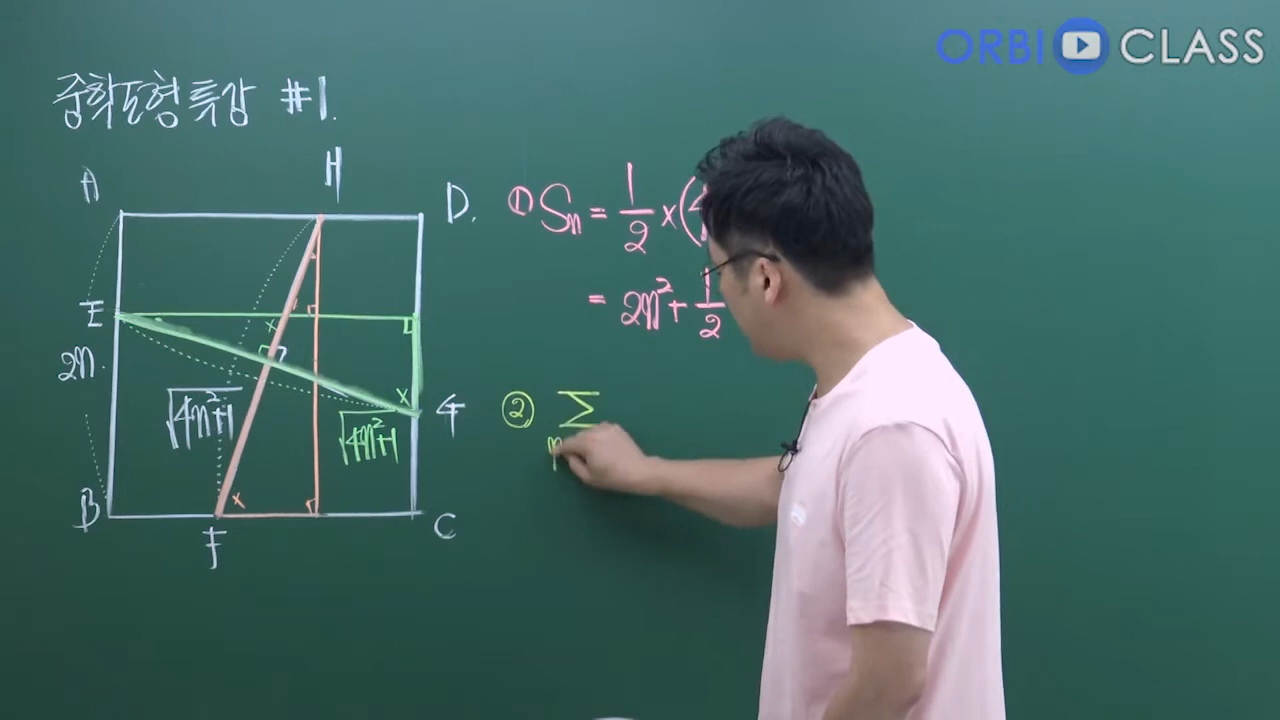 ORBI CLASS
중학도형특강 #1.
H
A
D.
E
2n
√4n²+1
√4n²+1
G
x
x
x
B
F
C
① Sn = 1/2 × (4
= 2n² + 1/2
② Σ
n